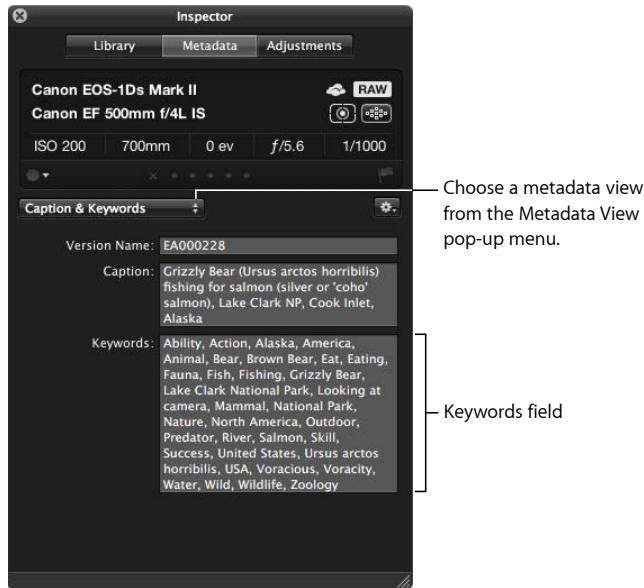 Inspector
Library Metadata Adjustments
Canon EOS-1Ds Mark II RAW
Canon EF 500mm f/4L IS
ISO 200 700mm 0 ev ƒ/5.6 1/1000
Caption & Keywords
Choose a metadata view
from the Metadata View
pop-up menu.
Version Name: EA000228
Caption: Grizzly Bear (Ursus arctos horribilis)
fishing for salmon (silver or 'coho'
salmon), Lake Clark NP, Cook Inlet,
Alaska
Keywords: Ability, Action, Alaska, America,
Animal, Bear, Brown Bear, Eat, Eating,
Fauna, Fish, Fishing, Grizzly Bear,
Lake Clark National Park, Looking at
camera, Mammal, National Park,
Nature, North America, Outdoor,
Predator, River, Salmon, Skill,
Success, United States, Ursus arctos
horribilis, USA, Voracious, Voracity,
Water, Wild, Wildlife, Zoology
Keywords field